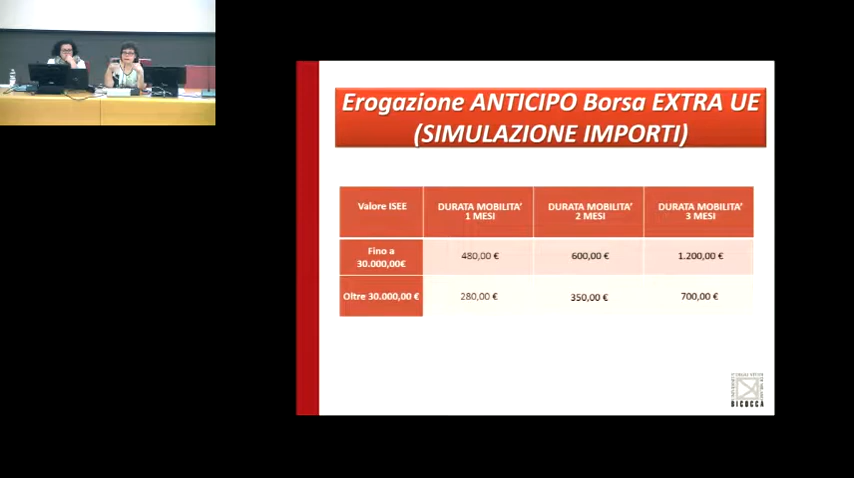 Erogazione ANTICIPO Borsa EXTRA UE
(SIMULAZIONE IMPORTI)
Valore ISEE
DURATA MOBILITA'
1 MESI
DURATA MOBILITA'
2 MESI
DURATA MOBILITA'
3 MESI
Fino a
30.000,00€
480,00 €
600,00 €
1.200,00 €
Oltre 30.000,00 €
280,00 €
350,00 €
700,00 €
BICOCCA